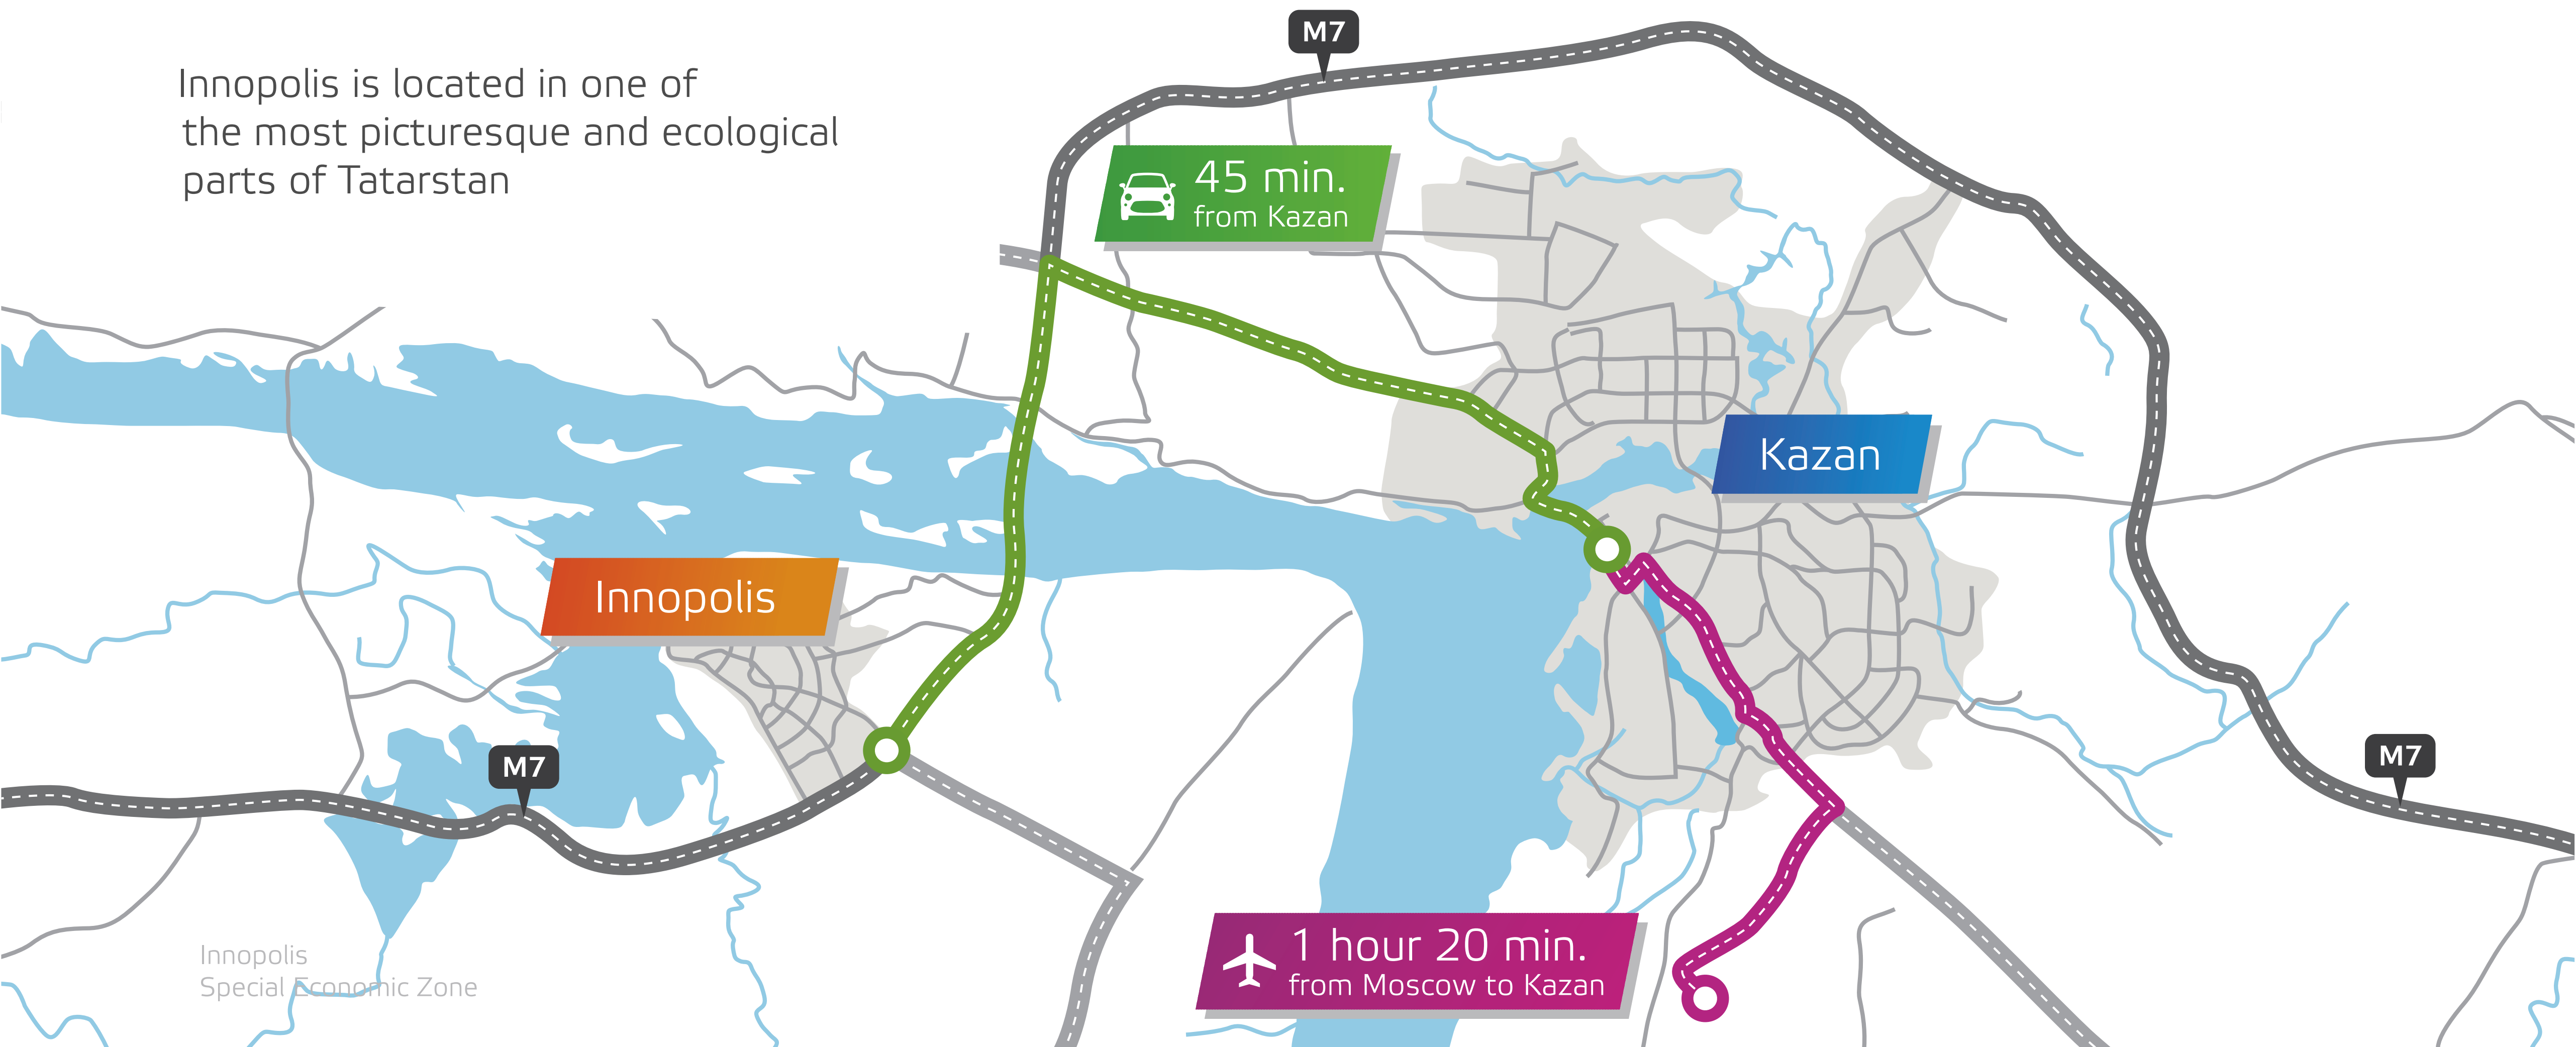 M7
Innopolis is located in one of
the most picturesque and ecological
parts of Tatarstan
45 min.
from Kazan
Kazan
Innopolis
M7
M7
1 hour 20 min.
from Moscow to Kazan
Innopolis
Special Economic Zone